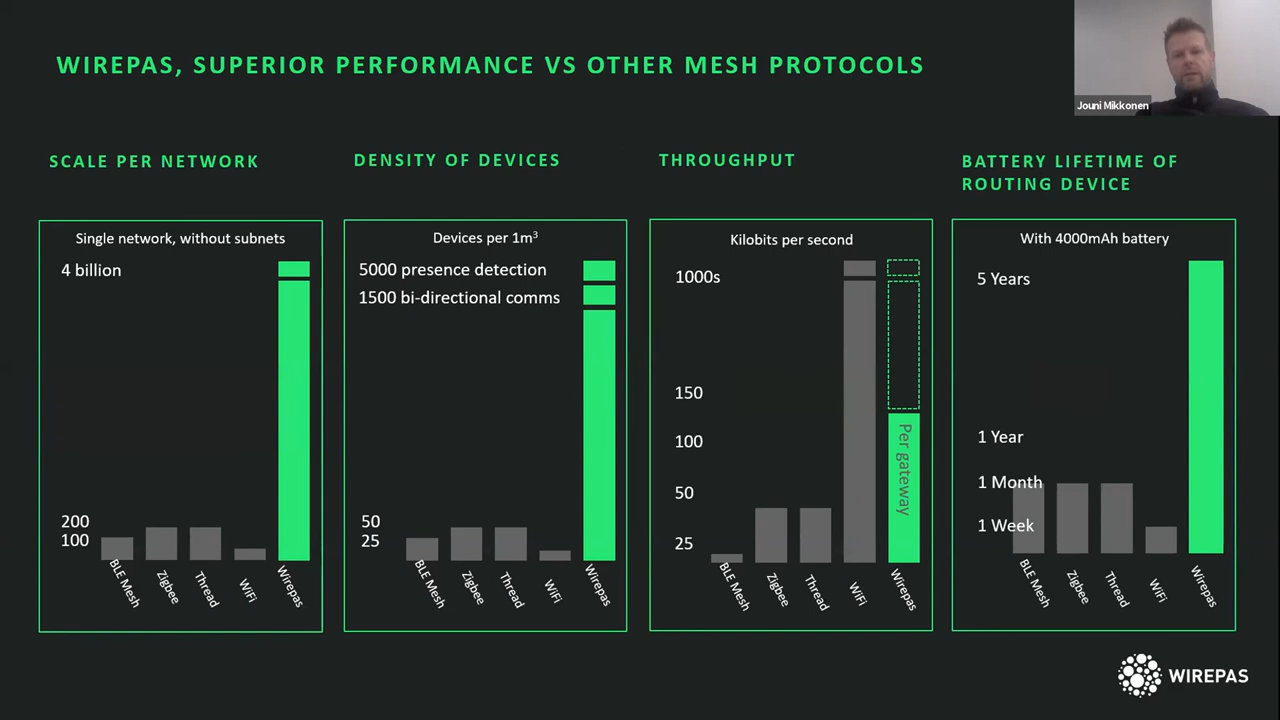 WIREPAS, SUPERIOR PERFORMANCE VS OTHER MESH PROTOCOLS
Jouni Mikkonen
SCALE PER NETWORK
Single network, without subnets
4 billion
200
100
BLE Mesh
Zigbee
Thread
WiFi
Wirepas
DENSITY OF DEVICES
Devices per 1m³
5000 presence detection
1500 bi-directional comms
50
25
BLE Mesh
Zigbee
Thread
WiFi
Wirepas
THROUGHPUT
Kilobits per second
1000s
150
100
50
25
Per gateway
BLE Mesh
Zigbee
Thread
WiFi
Wirepas
BATTERY LIFETIME OF
ROUTING DEVICE
With 4000mAh battery
5 Years
1 Year
1 Month
1 Week
BLE Mesh
Zigbee
Thread
WiFi
Wirepas
WIREPAS